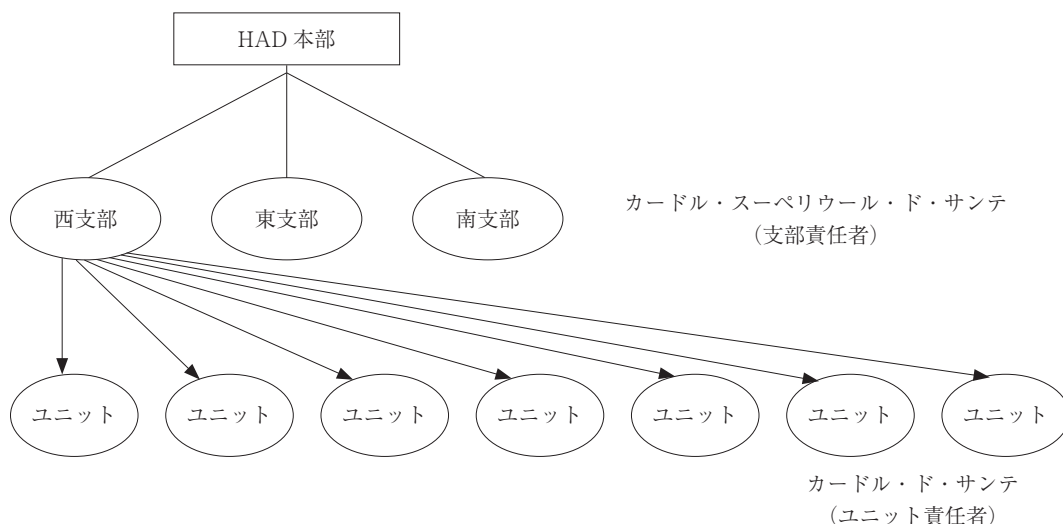 HAD 本部
西支部
東支部
南支部
カードル・スーペリウール・ド・サンテ
（支部責任者）
ユニット
ユニット
ユニット
ユニット
ユニット
ユニット
ユニット
カードル・ド・サンテ
（ユニット責任者）